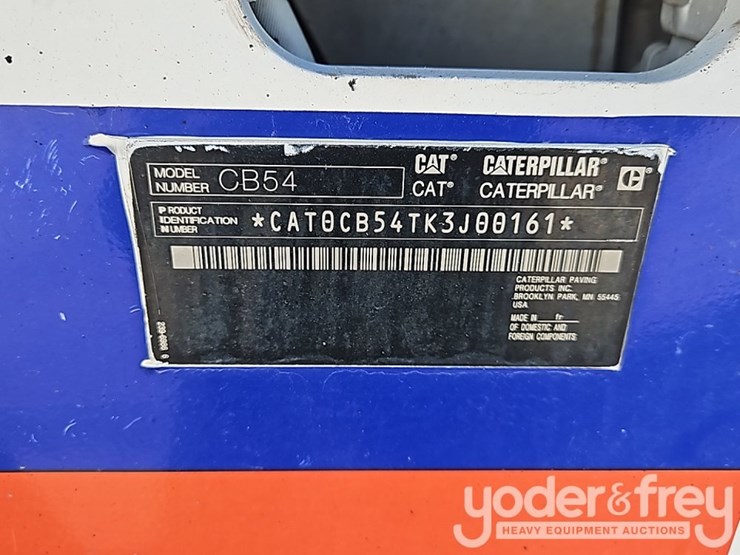 MODEL NUMBER CB54
CAT® CATERPILLAR® C
CAT® CATERPILLAR®
PRODUCT IDENTIFICATION NUMBER *CAT0CB54TK3J00161*
CATERPILLAR PAVING
PRODUCTS INC.
BROOKLYN PARK, MN 55445
USA
MADE IN fr
OF DOMESTIC AND
FOREIGN COMPONENTS
yoder&frey
HEAVY EQUIPMENT AUCTIONS